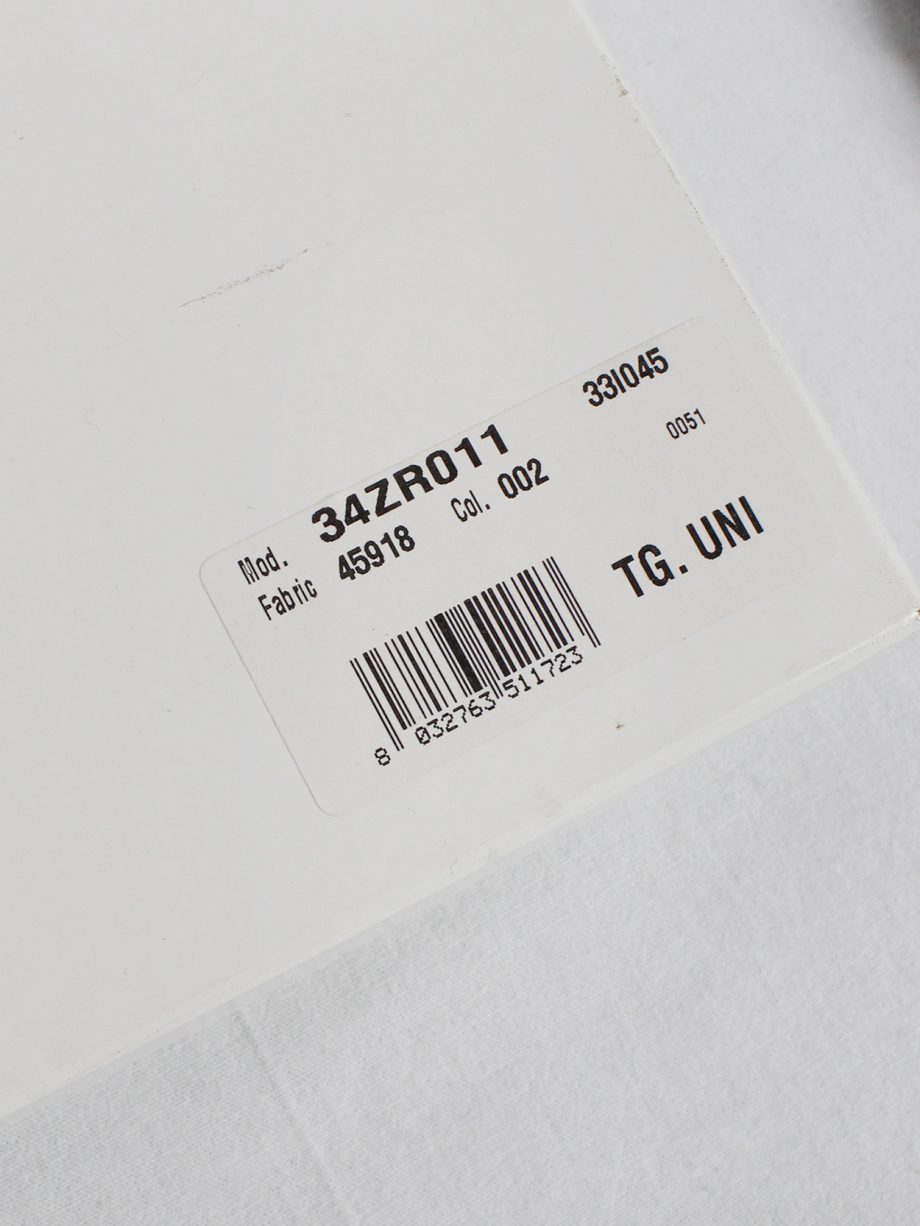 33I045
Mod. 34ZR011
0051
Fabric 45918 Col. 002
TG. UNI
8 032763 511723